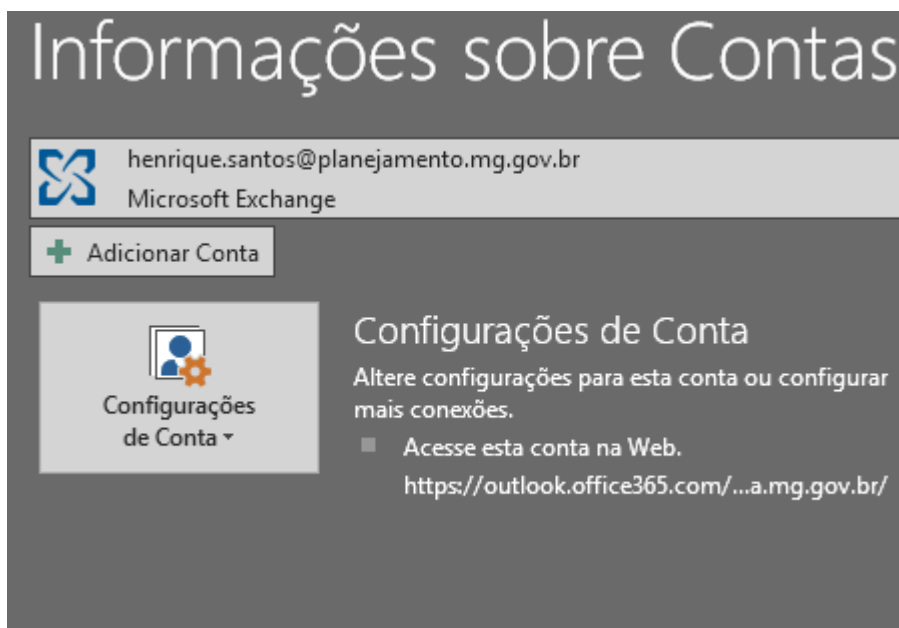 Informações sobre Contas
henrique.santos@planejamento.mg.gov.br
Microsoft Exchange
Adicionar Conta
Configurações
de Conta
Configurações de Conta
Altere configurações para esta conta ou configurar
mais conexões.
Acesse esta conta na Web.
https://outlook.office365.com/...a.mg.gov.br/